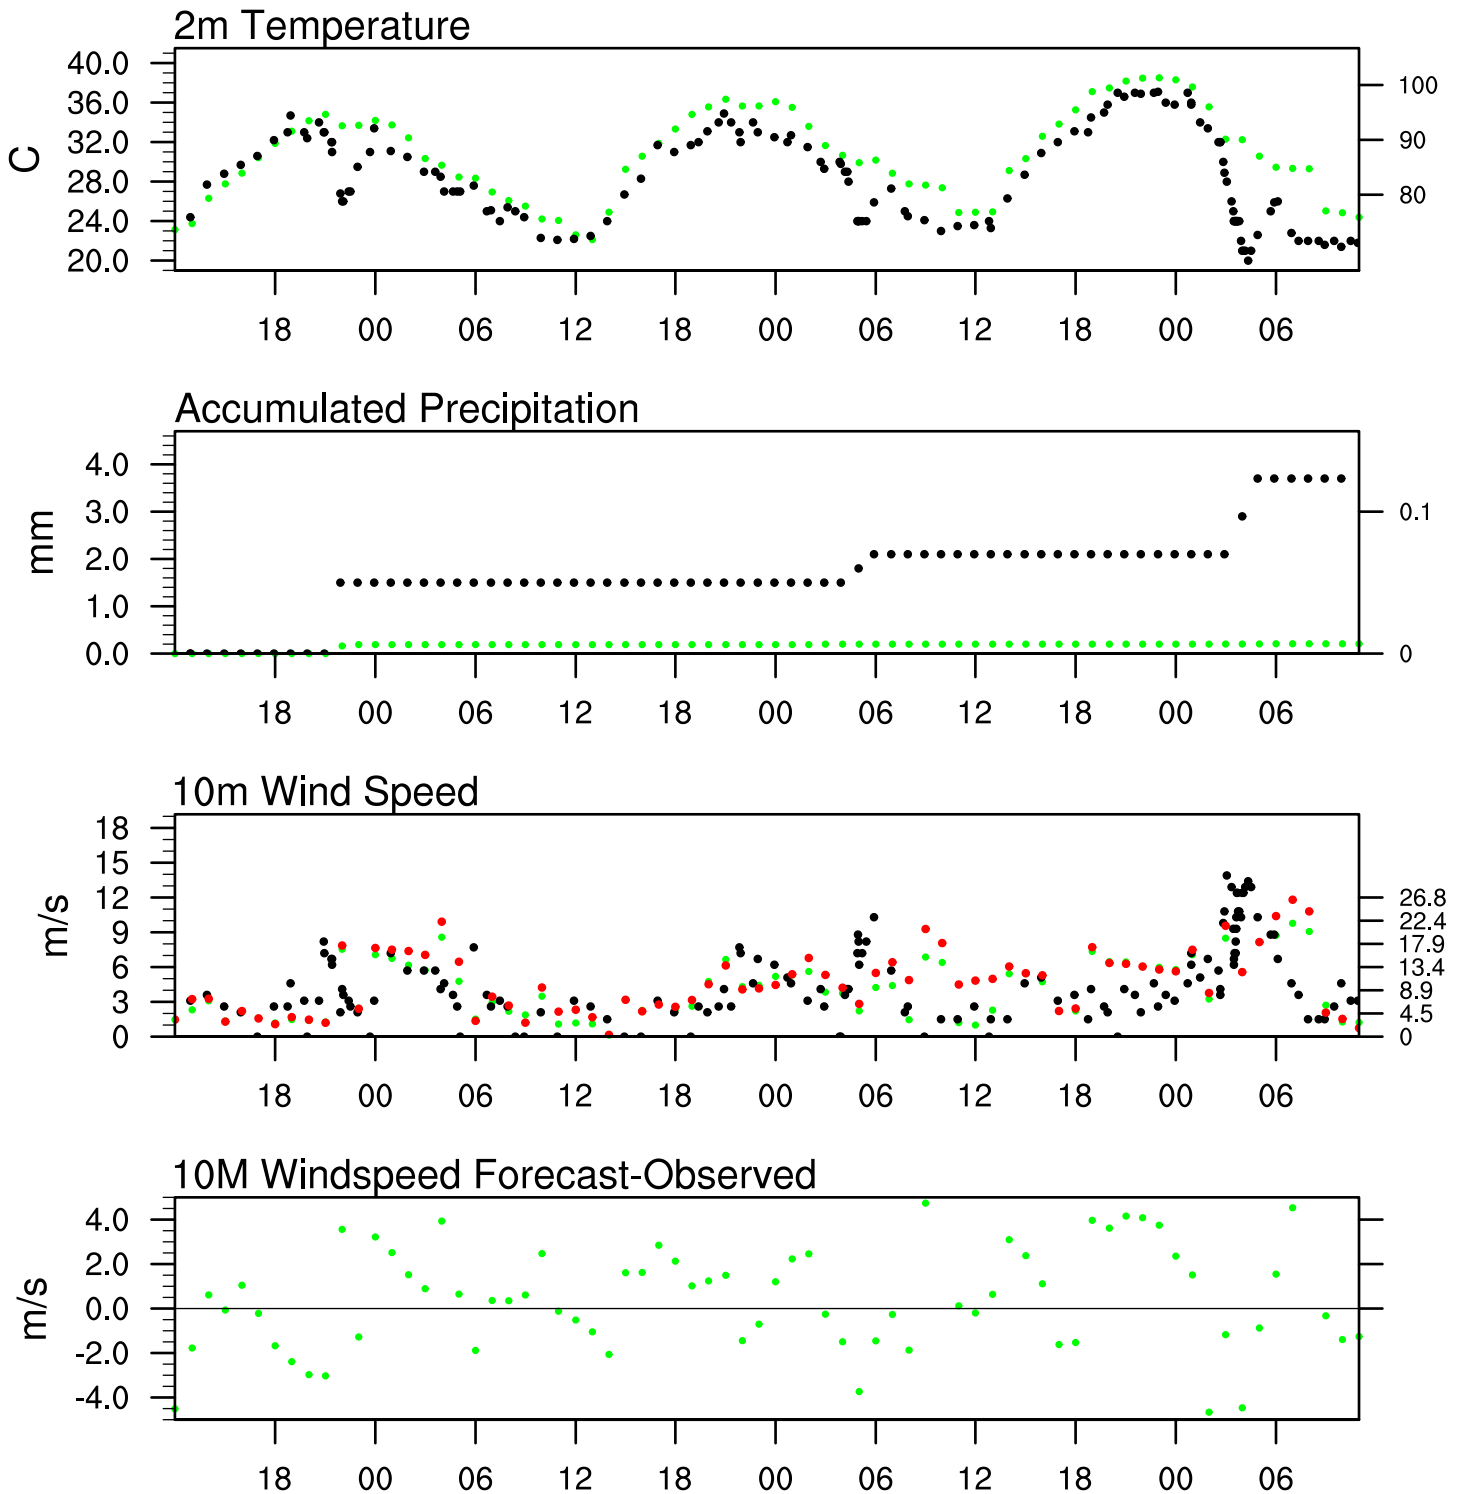 2m Temperature
40.0
36.0
32.0
28.0
24.0
20.0
C
100
90
80
18 00 06 12 18 00 06 12 18 00 06
Accumulated Precipitation
4.0
3.0
2.0
1.0
0.0
mm
0.1
0
18 00 06 12 18 00 06 12 18 00 06
10m Wind Speed
18
15
12
9
6
3
0
m/s
26.8
22.4
17.9
13.4
8.9
4.5
0
18 00 06 12 18 00 06 12 18 00 06
10M Windspeed Forecast-Observed
4.0
2.0
0.0
-2.0
-4.0
m/s
18 00 06 12 18 00 06 12 18 00 06